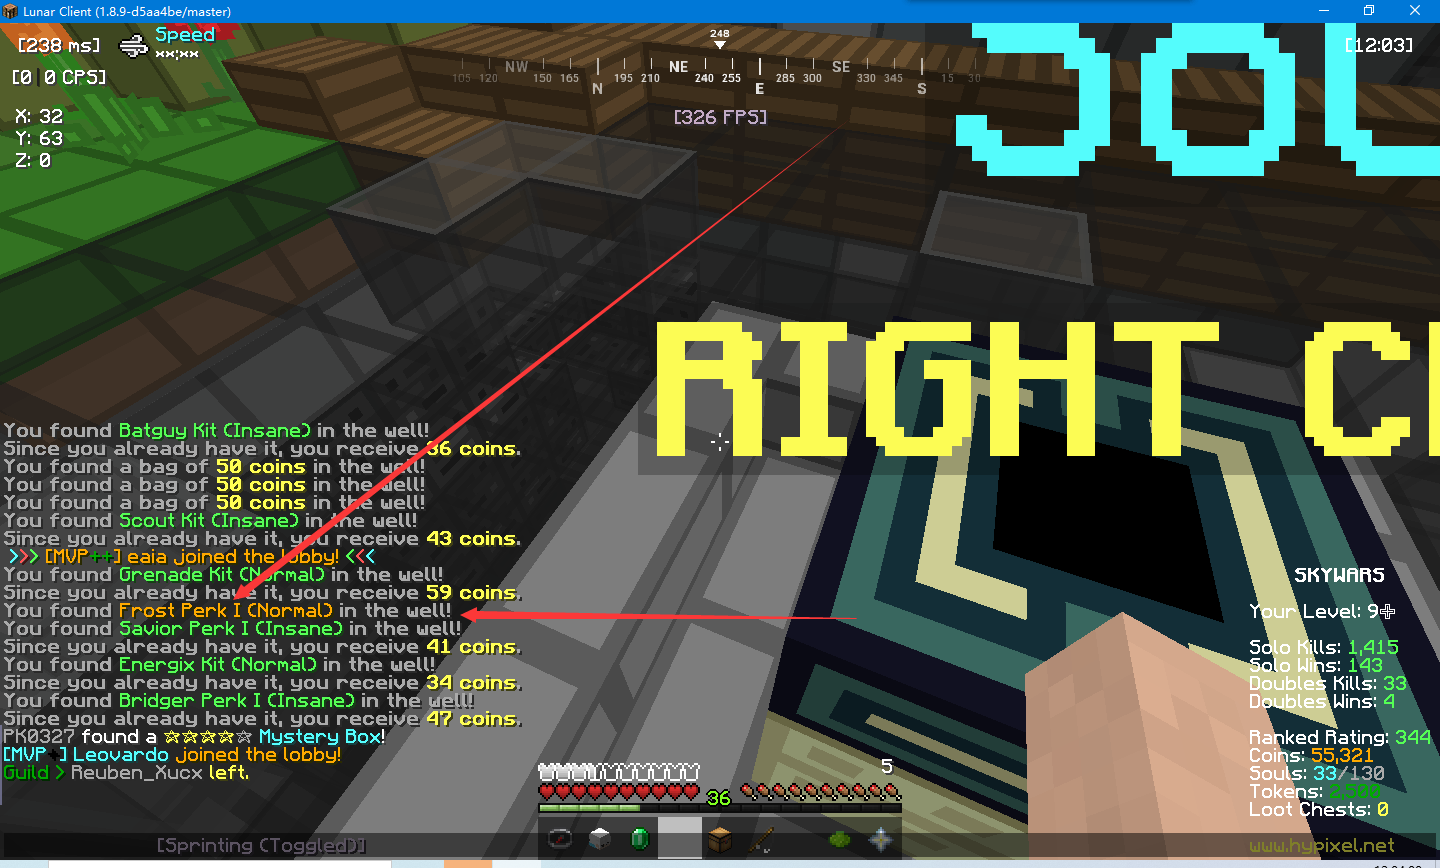 Lunar Client (1.8.9-d5aa4be/master)
[238 ms]
Speed
xx:xx
[0 | 0 CPS]
X: 32
Y: 63
Z: 0
248
105 120 NW 150 165 N 195 210 NE 240 255 E 285 300 SE 330 345 S 15 30
[326 FPS]
[12:03]
RIGHT
You found Batguy Kit (Insane) in the well!
Since you already have it, you receive 36 coins.
You found a bag of 50 coins in the well!
You found a bag of 50 coins in the well!
You found a bag of 50 coins in the well!
You found Scout Kit (Insane) in the well!
Since you already have it, you receive 43 coins.
>>> [MVP++] eaia joined the lobby! <<<
You found Grenade Kit (Normal) in the well!
Since you already have it, you receive 59 coins.
You found Frost Perk I (Normal) in the well!
You found Savior Perk I (Insane) in the well!
Since you already have it, you receive 41 coins.
You found Energix Kit (Normal) in the well!
Since you already have it, you receive 34 coins.
You found Bridger Perk I (Insane) in the well!
Since you already have it, you receive 47 coins.
PK0327 found a ☆☆☆☆☆ Mystery Box!
[MVP+] Leovardo joined the lobby!
Guild > Reuben_Xucx left.
SKYWARS
Your Level: 9
Solo Kills: 1,415
Solo Wins: 143
Doubles Kills: 33
Doubles Wins: 4
Ranked Rating: 344
Coins: 55,321
Souls: 33/130
Tokens: 2,500
Loot Chests: 0
www.hypixel.net
5
36
[Sprinting (Toggled)]